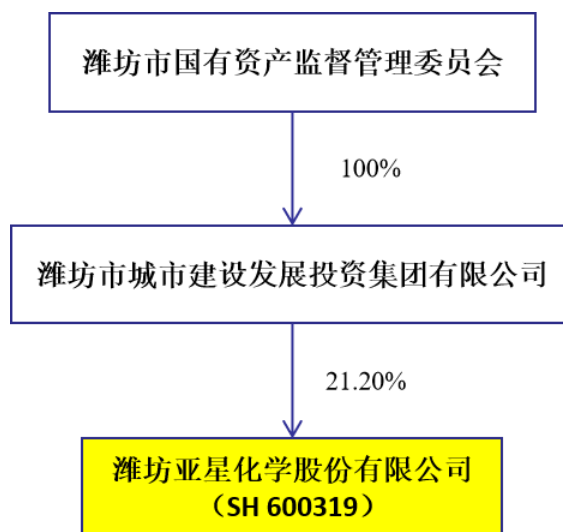 潍坊市国有资产监督管理委员会
100%
潍坊市城市建设发展投资集团有限公司
21.20%
潍坊亚星化学股份有限公司
（SH 600319）